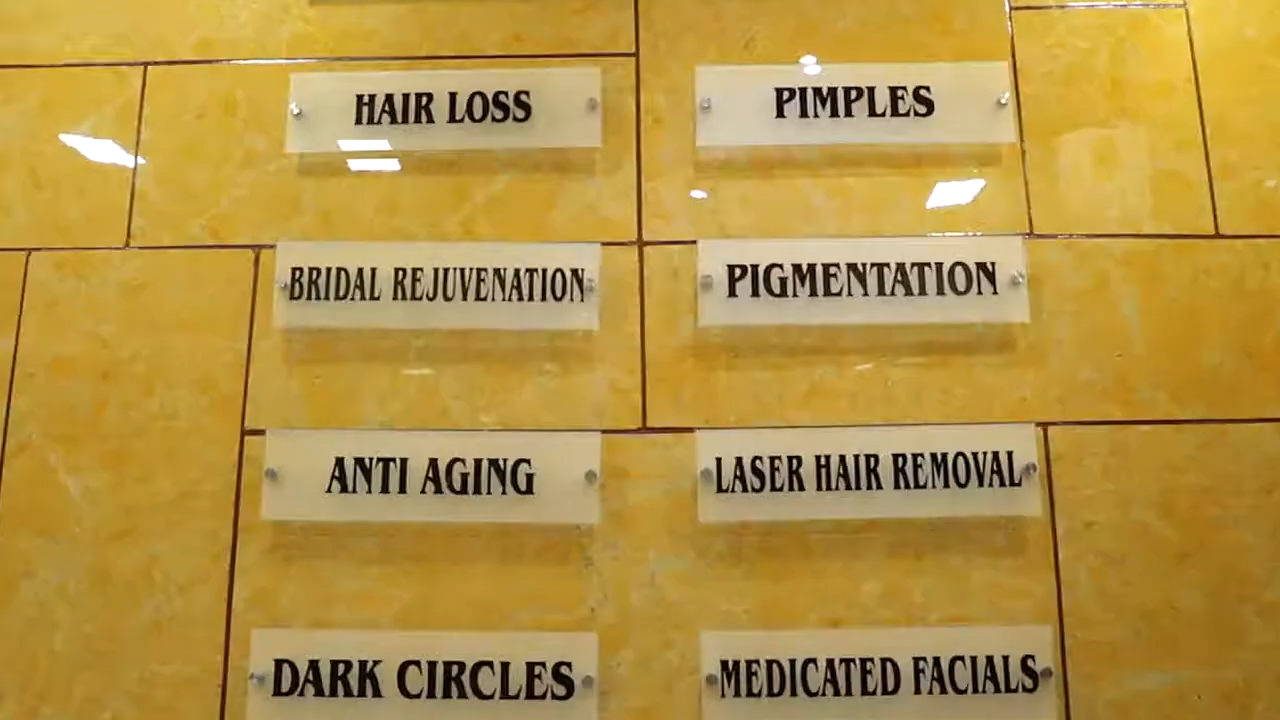 HAIR LOSS
PIMPLES
BRIDAL REJUVENATION
PIGMENTATION
ANTI AGING
LASER HAIR REMOVAL
DARK CIRCLES
MEDICATED FACIALS